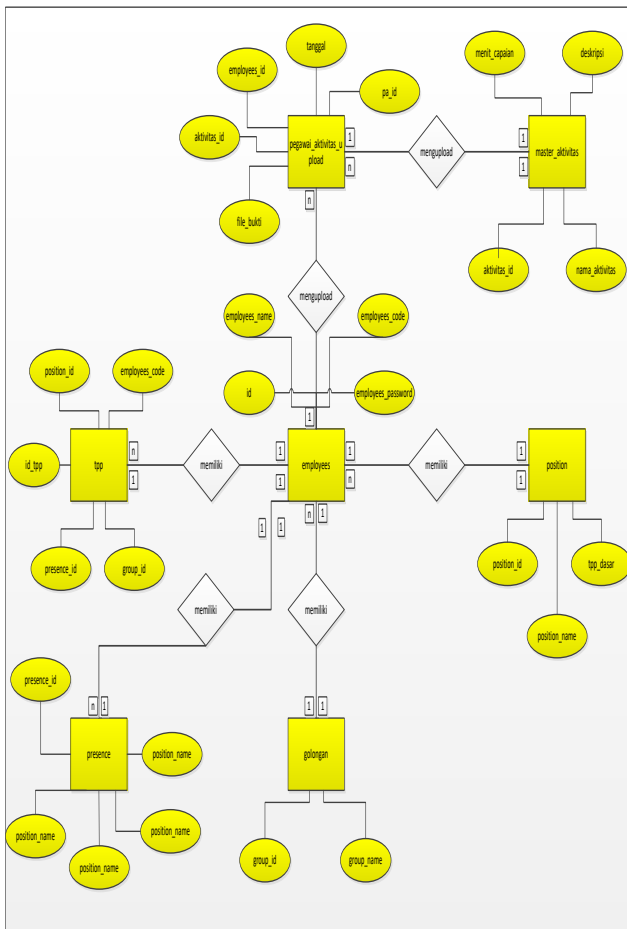 tanggal
menit_capaian
deskripsi
employees_id
pa_id
aktivitas_id
pegawai_aktivitas_u
pload
1
n
mengupload
1
1
master_aktivitas
n
file_bukti
aktivitas_id
nama_aktivitas
mengupload
employees_name
employees_code
position_id
employees_code
id
employees_password
1
id_tpp
tpp
n
1
memiliki
1
1
employees
1
n
memiliki
1
1
position
n
1
1
1
presence_id
group_id
position_id
tpp_dasar
position_name
memiliki
memiliki
presence_id
n
1
1
1
presence
position_name
golongan
position_name
position_name
position_name
group_id
group_name